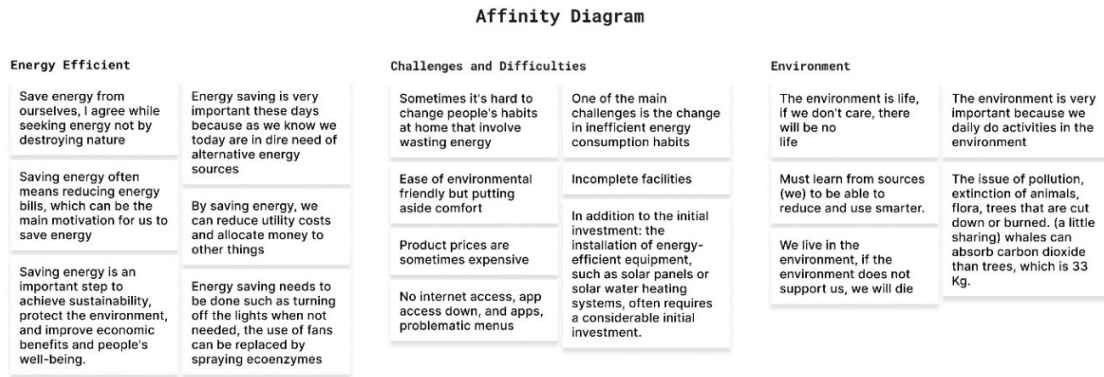 Affinity Diagram
Energy Efficient
Save energy from
ourselves, I agree while
seeking energy not by
destroying nature
Saving energy often
means reducing energy
bills, which can be the
main motivation for us to
save energy
Saving energy is an
important step to
achieve sustainability,
protect the environment,
and improve economic
benefits and people's
well-being.
Energy saving is very
important these days
because as we know we
today are in dire need of
alternative energy
sources
By saving energy, we
can reduce utility costs
and allocate money to
other things
Energy saving needs to
be done such as turning
off the lights when not
needed, the use of fans
can be replaced by
spraying ecoenzymes
Challenges and Difficulties
Sometimes it's hard to
change people's habits
at home that involve
wasting energy
Ease of environmental
friendly but putting
aside comfort
Product prices are
sometimes expensive
No internet access, app
access down, and apps,
problematic menus
One of the main
challenges is the change
in inefficient energy
consumption habits
Incomplete facilities
In addition to the initial
investment: the
installation of energy-
efficient equipment,
such as solar panels or
solar water heating
systems, often requires
a considerable initial
investment.
Environment
The environment is life,
if we don't care, there
will be no
life
Must learn from sources
(we) to be able to
reduce and use smarter.
We live in the
environment, if the
environment does not
support us, we will die
The environment is very
important because we
daily do activities in the
environment
The issue of pollution,
extinction of animals,
flora, trees that are cut
down or burned. (a little
sharing) whales can
absorb carbon dioxide
than trees, which is 33
Kg.